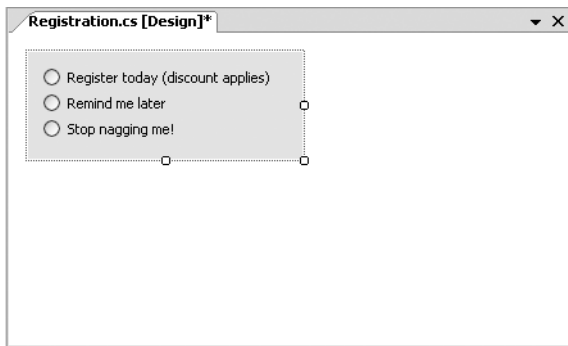 Registration.cs [Design]*
Register today (discount applies)
Remind me later
Stop nagging me!